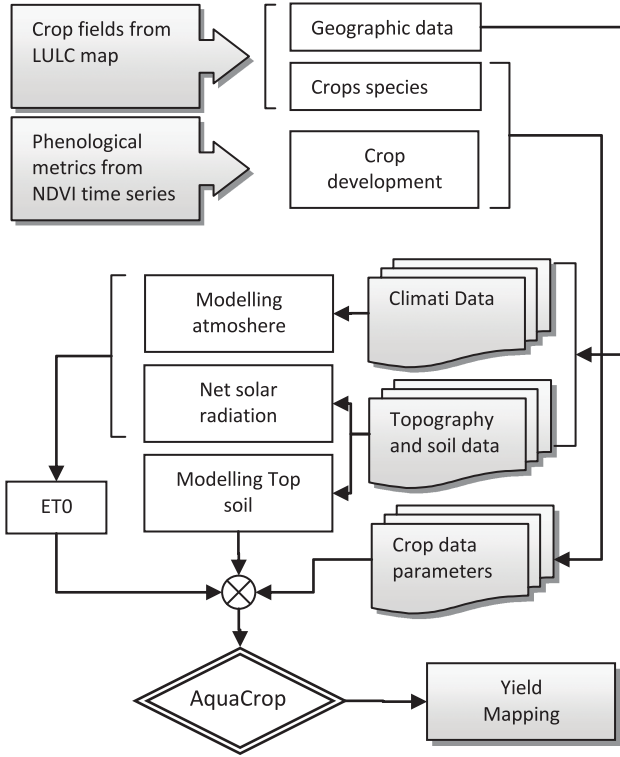 Crop fields from
LULC map
Geographic data
Crops species
Phenological
metrics from
NDVI time series
Crop
development
Modelling
atmoshere
Climati Data
Net solar
radiation
Topography
and soil data
Modelling Top
soil
ET0
Crop data
parameters
AquaCrop
Yield
Mapping